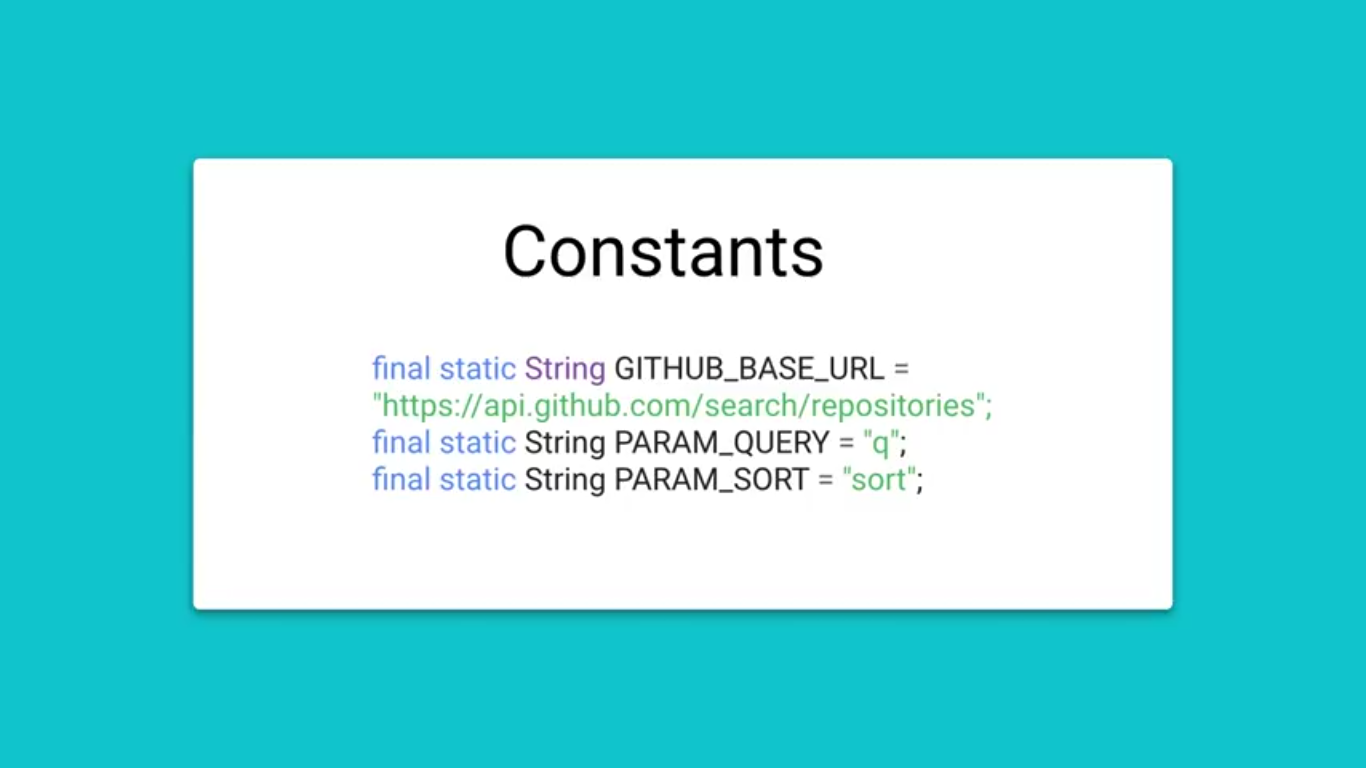 Constants
final static String GITHUB_BASE_URL =
"https://api.github.com/search/repositories";
final static String PARAM_QUERY = "q";
final static String PARAM_SORT = "sort";